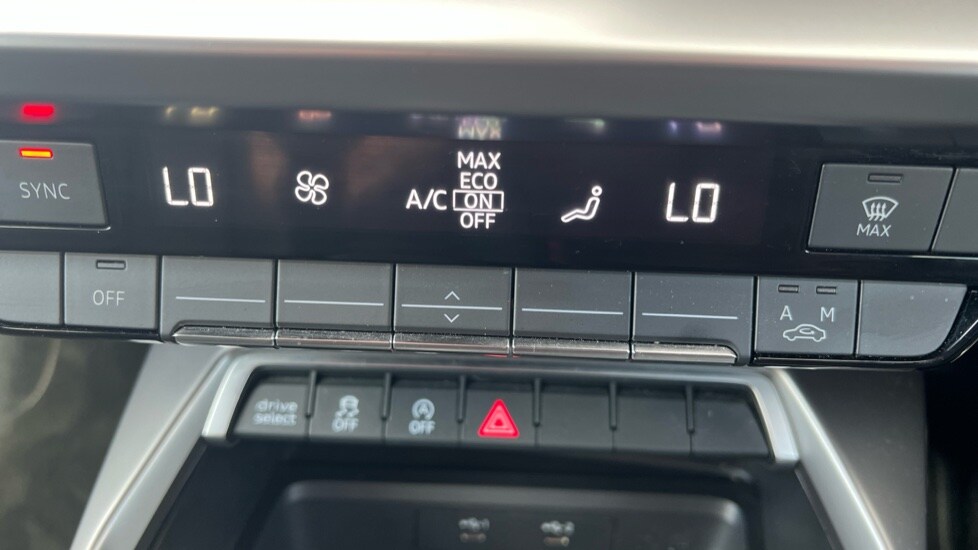 MAX
ECO
SYNC LO A/C ON LO MAX
OFF
OFF A M
drive select OFF OFF